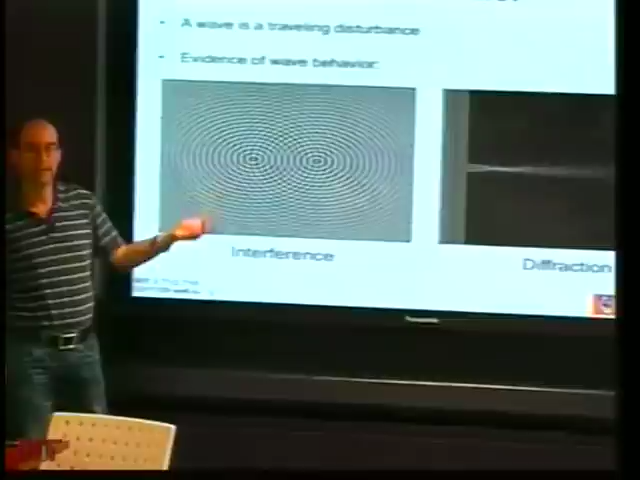 • A wave is a traveling disturbance
• Evidence of wave behavior:
Interference
Diffraction